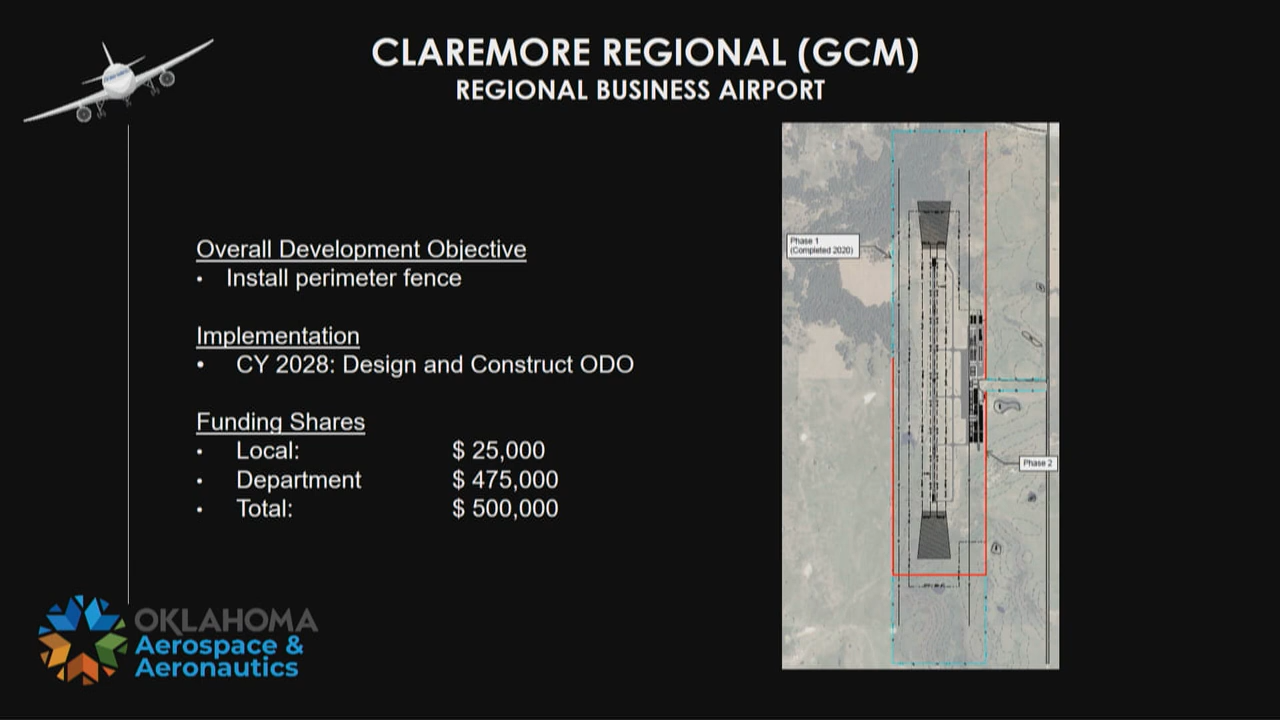 CLAREMORE REGIONAL (GCM)
REGIONAL BUSINESS AIRPORT
Overall Development Objective
• Install perimeter fence
Implementation
• CY 2028: Design and Construct ODO
Funding Shares
• Local: $ 25,000
• Department $ 475,000
• Total: $ 500,000
Phase 1
(Completed 2020)
Phase 2
OKLAHOMA
Aerospace &
Aeronautics